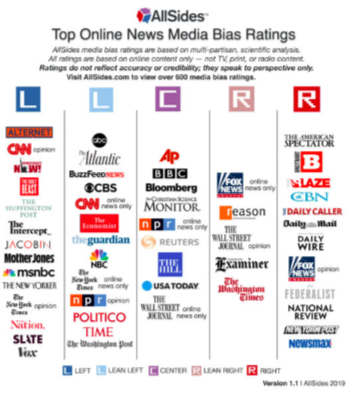 AllSides™
Top Online News Media Bias Ratings
AllSides media bias ratings are based on multi-partisan, scientific analysis.
All ratings are based on online content only — not TV, print, or radio content.
Ratings do not reflect accuracy or credibility; they speak to perspective only.
Visit AllSides.com to view over 600 media bias ratings.
L
L
C
R
R
ALTERNET
CNN opinion
DEMOCRACY NOW!
THE DAILY BEAST
THE HUFFINGTON POST
The Intercept_
JACOBIN
Mother Jones
msnbc
THE NEW YORKER
The New York Times opinion
The Nation.
SLATE
Vox
abc
The Atlantic
BuzzFeedNEWS
CBS
CNN online news only
The Economist
theguardian
NBC
The New York Times online news only
npr opinion
POLITICO
TIME
The Washington Post
AP
BBC
Bloomberg
THE CHRISTIAN SCIENCE MONITOR
npr online news only
REUTERS
THE HILL
USA TODAY
THE WALL STREET JOURNAL online news only
FOX NEWS online news only
reason
THE WALL STREET JOURNAL opinion
Examiner
The Washington Times
THE AMERICAN SPECTATOR
BREITBART
BLAZE
CBN
DAILY CALLER
Daily Mail
DAILY WIRE
FOX NEWS opinion
FEDERALIST
NATIONAL REVIEW
NEW YORK POST
Newsmax
L LEFT L LEAN LEFT C CENTER R LEAN RIGHT R RIGHT
Version 1.1 | AllSides 2019